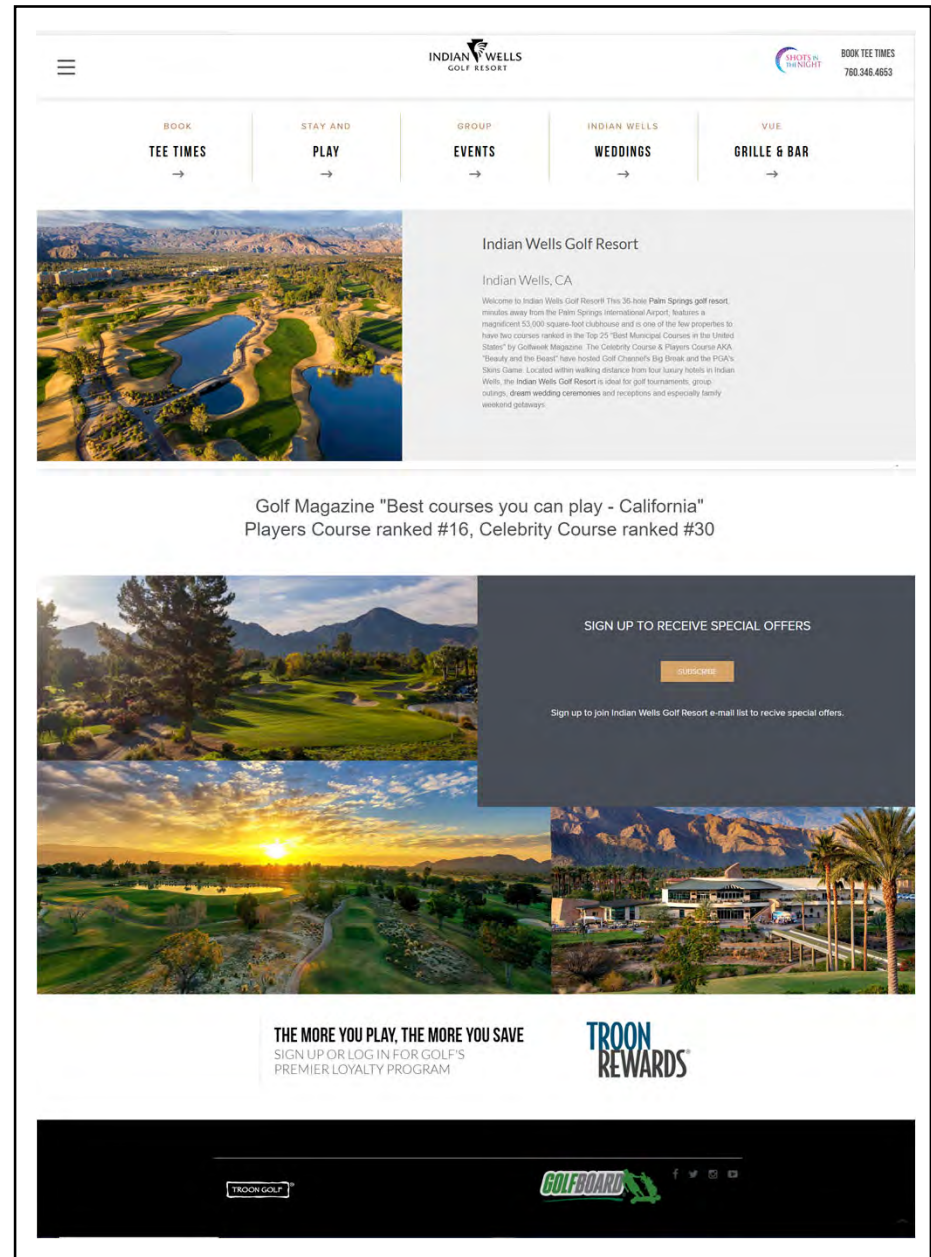 INDIAN WELLS
GOLF RESORT
SHOTS IN
THE NIGHT
BOOK TEE TIMES
760.346.4653
BOOK
TEE TIMES
→
STAY AND
PLAY
→
GROUP
EVENTS
→
INDIAN WELLS
WEDDINGS
→
VUE
GRILLE & BAR
→
Indian Wells Golf Resort
Indian Wells, CA
Welcome to Indian Wells Golf Resort! This 36-hole Palm Springs golf resort,
minutes away from the Palm Springs International Airport, features a
magnificent 53,000 square-foot clubhouse and is one of the few properties to
have two courses ranked in the Top 25 "Best Municipal Courses in the United
States" by Golfweek Magazine. The Celebrity Course & Players Course AKA
"Beauty and the Beast" have hosted Golf Channel's Big Break and the PGA's
Skins Game. Located within walking distance from four luxury hotels in Indian
Wells, the Indian Wells Golf Resort is ideal for golf tournaments, group
outings, dream wedding ceremonies and receptions and especially family
weekend getaways.
Golf Magazine "Best courses you can play - California"
Players Course ranked #16, Celebrity Course ranked #30
SIGN UP TO RECEIVE SPECIAL OFFERS
SUBSCRIBE
Sign up to join Indian Wells Golf Resort e-mail list to recive special offers.
THE MORE YOU PLAY, THE MORE YOU SAVE
SIGN UP OR LOG IN FOR GOLF'S
PREMIER LOYALTY PROGRAM
TROON
REWARDS®
TROON GOLF®
GOLFBOARD